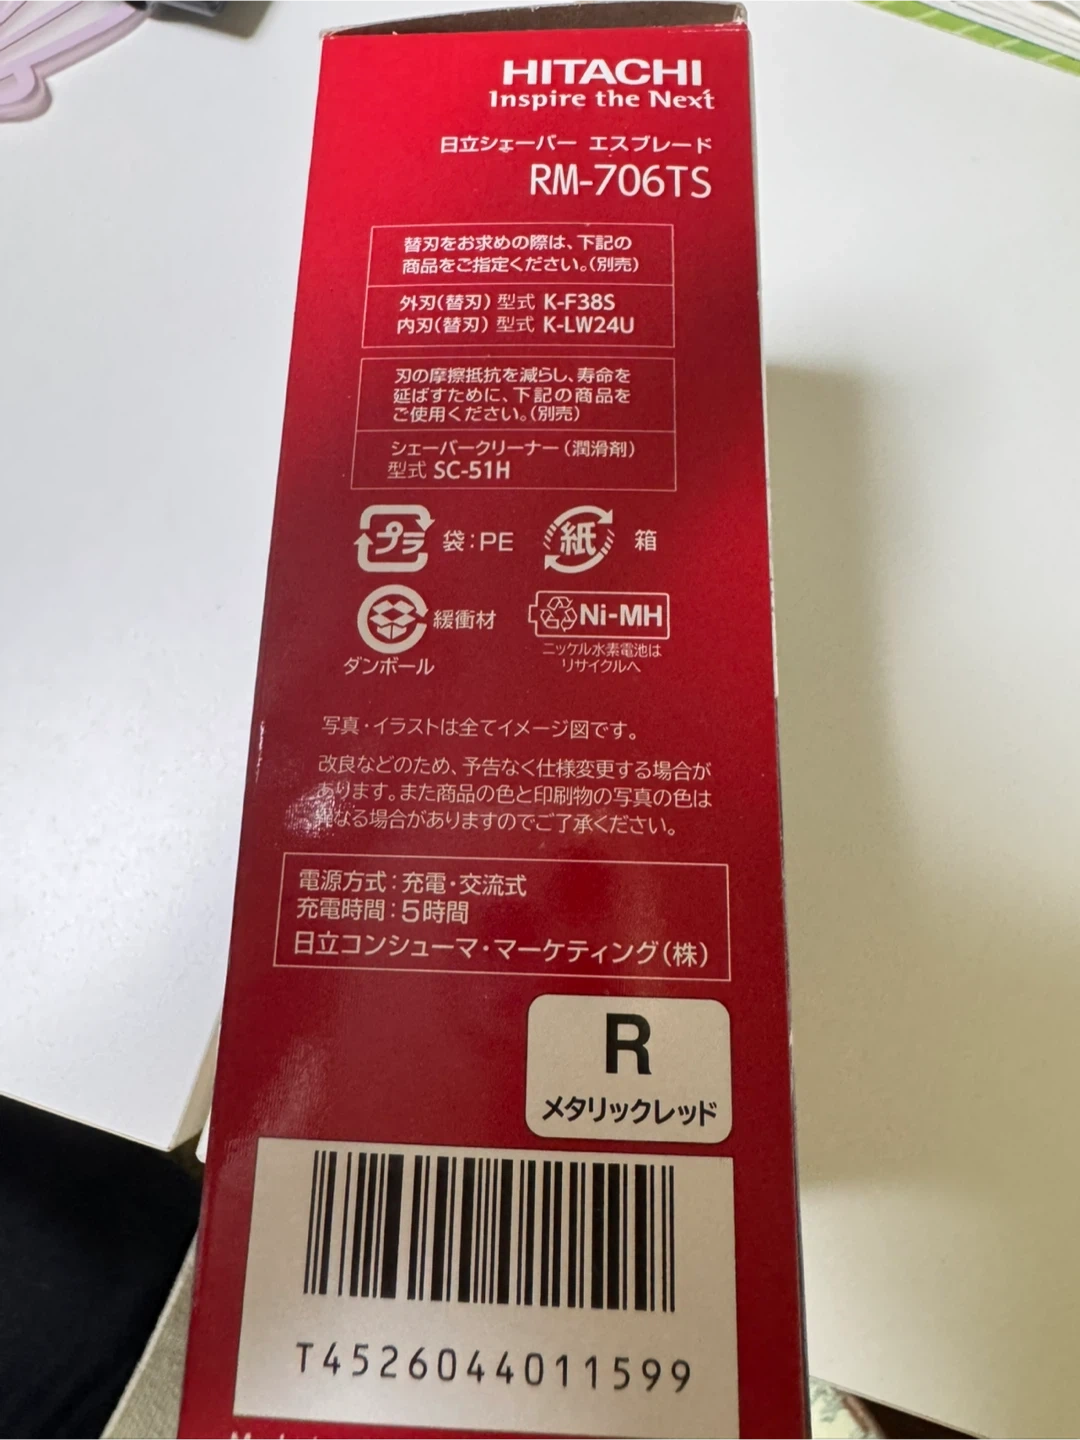 HITACHI
Inspire the Next
日立シェーバー エスブレード
RM-706TS
替刃をお求めの際は、下記の
商品をご指定ください。(別売)
外刃(替刃) 型式 K-F38S
内刃(替刃) 型式 K-LW24U
刃の摩擦抵抗を減らし、寿命を
延ばすために、下記の商品を
ご使用ください。(別売)
シェーバークリーナー(潤滑剤)
型式 SC-51H
プラ 袋:PE 紙 箱
緩衝材 Ni-MH
ダンボール
ニッケル水素電池は
リサイクルへ
写真・イラストは全てイメージ図です。
改良などのため、予告なく仕様変更する場合が
あります。また商品の色と印刷物の写真の色は
異なる場合がありますのでご了承ください。
電源方式:充電・交流式
充電時間:5時間
日立コンシューマ・マーケティング(株)
R
メタリックレッド
T4526044011599